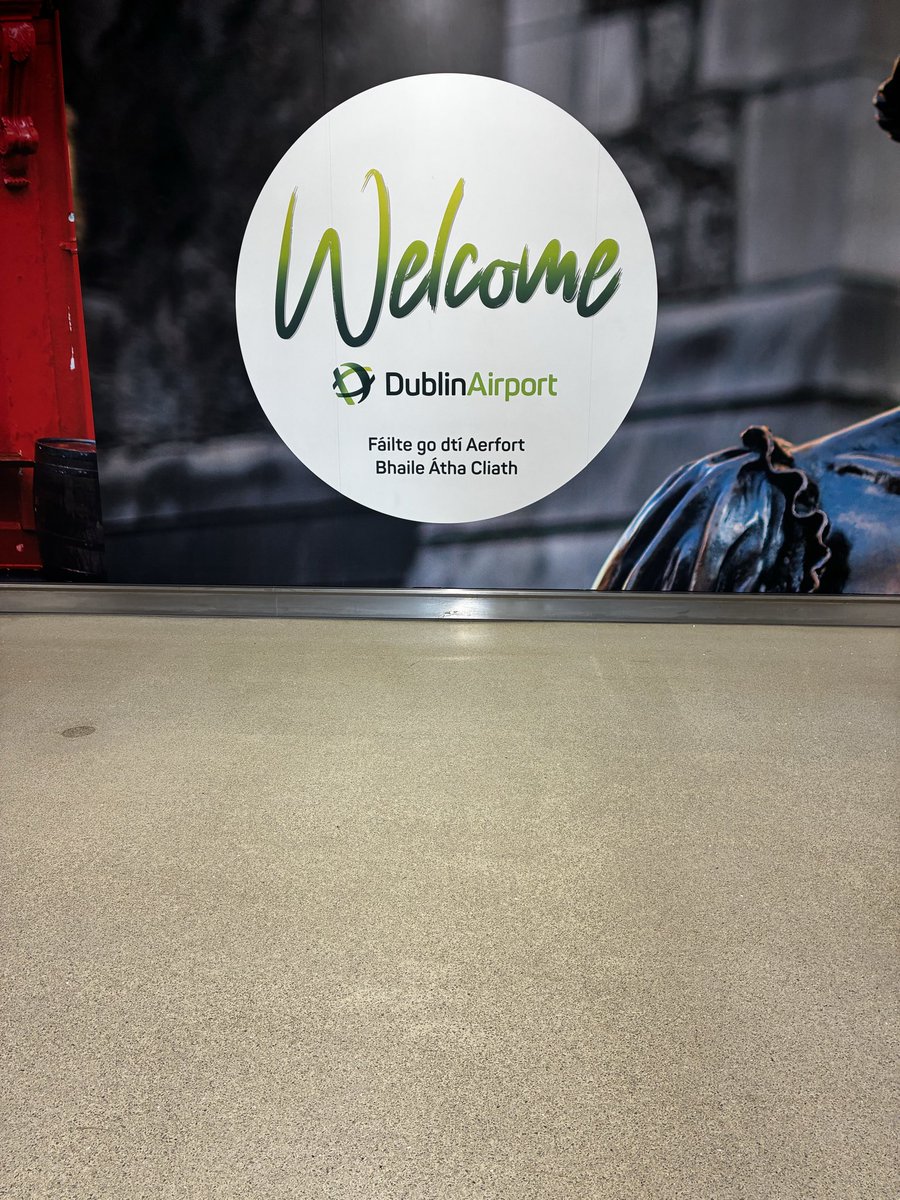 Welcome
DublinAirport
Fáilte go dtí Aerfort
Bhaile Átha Cliath